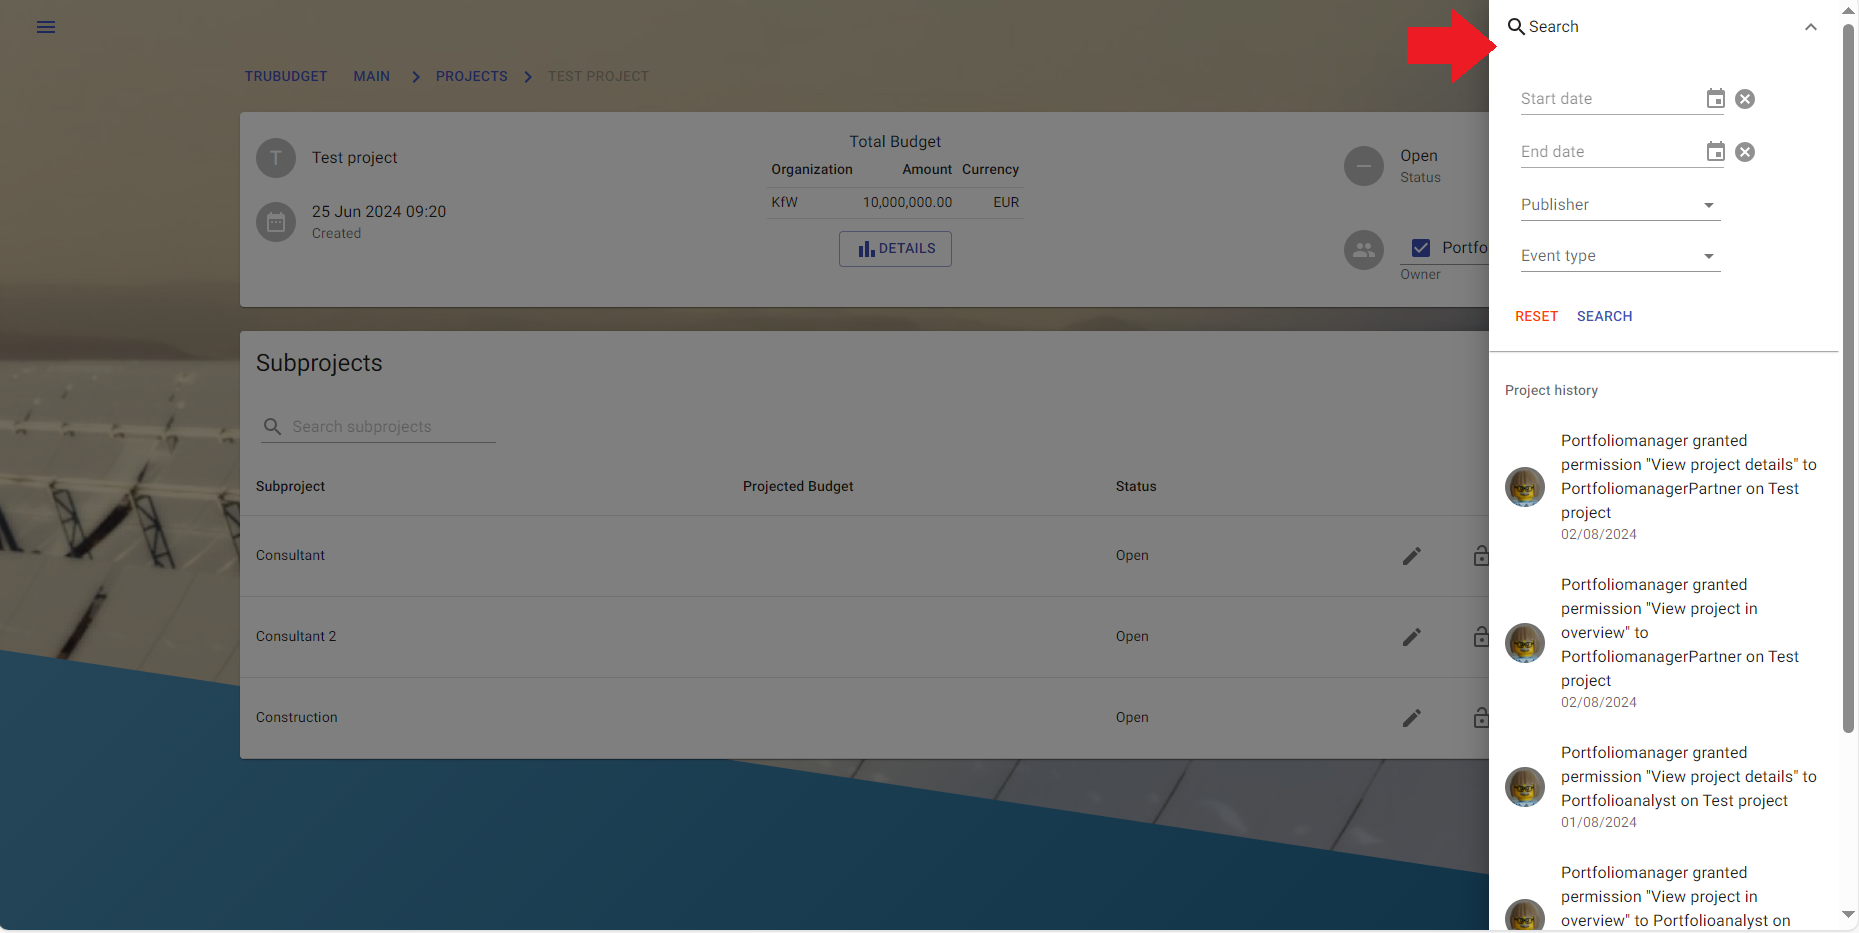 TRUBUDGET MAIN PROJECTS TEST PROJECT
T
Test project
25 Jun 2024 09:20
Created
Total Budget
Organization Amount Currency
KfW 10,000,000.00 EUR
DETAILS
Open
Status
Portfo
Owner
Subprojects
Search subprojects
Subproject Projected Budget Status
Consultant Open
Consultant 2 Open
Construction Open
Search
Start date
End date
Publisher
Event type
RESET SEARCH
Project history
Portfoliomanager granted
permission "View project details" to
PortfoliomanagerPartner on Test
project
02/08/2024
Portfoliomanager granted
permission "View project in
overview" to
PortfoliomanagerPartner on Test
project
02/08/2024
Portfoliomanager granted
permission "View project details" to
Portfolioanalyst on Test project
01/08/2024
Portfoliomanager granted
permission "View project in
overview" to Portfolioanalyst on